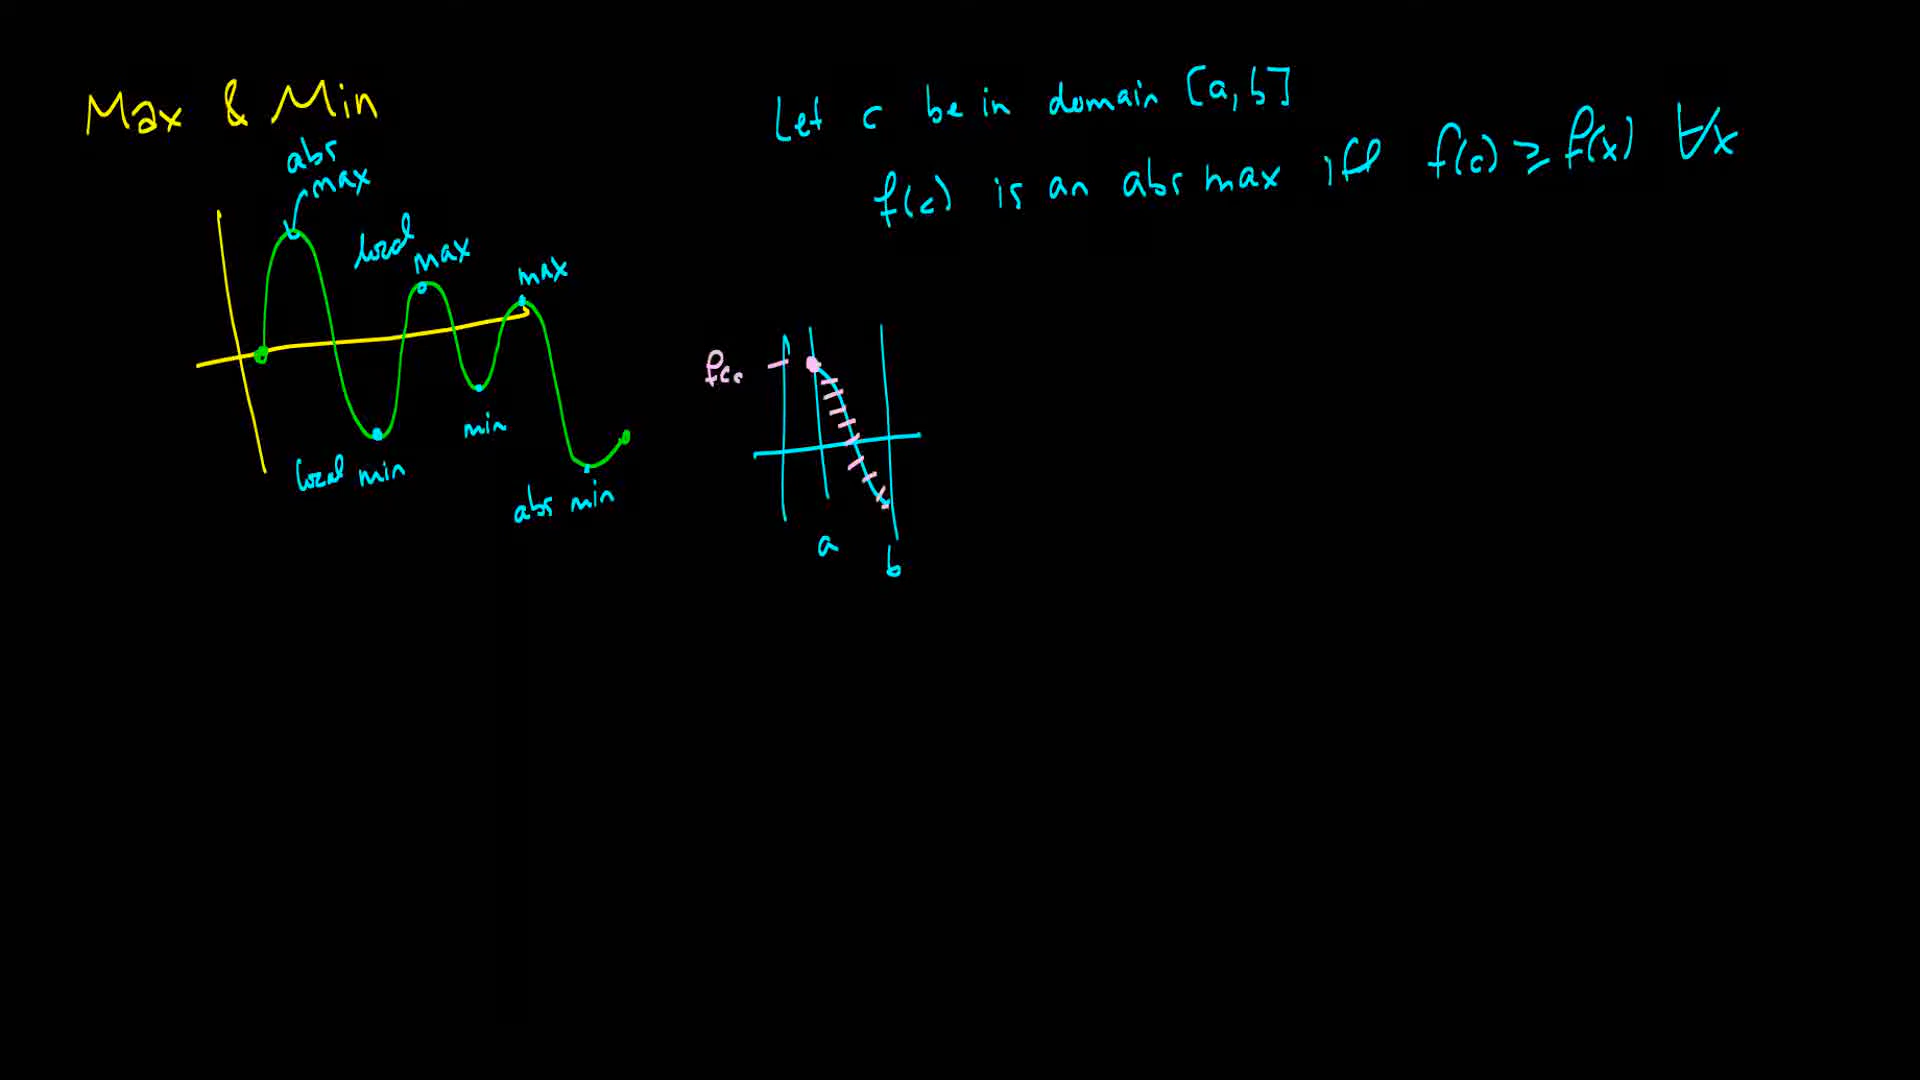 Max & Min
Let c be in domain [a,b]
f(c) is an abs max iff f(c) ≥ f(x) ∀x
abs
max
local
max
max
min
local min
abs min
a
b